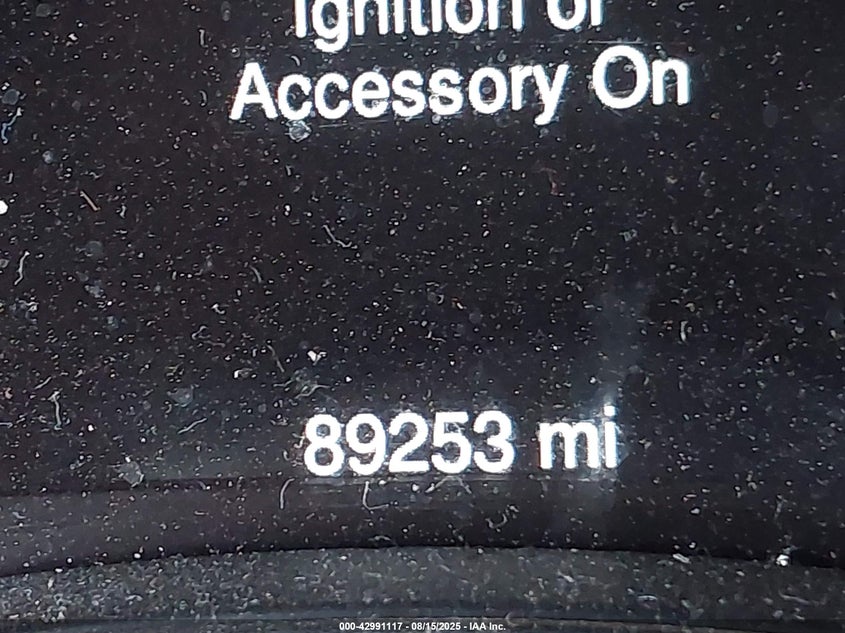 Ignition or
Accessory On
89253 mi
000-42991117 - 08/15/2025 - IAA Inc.